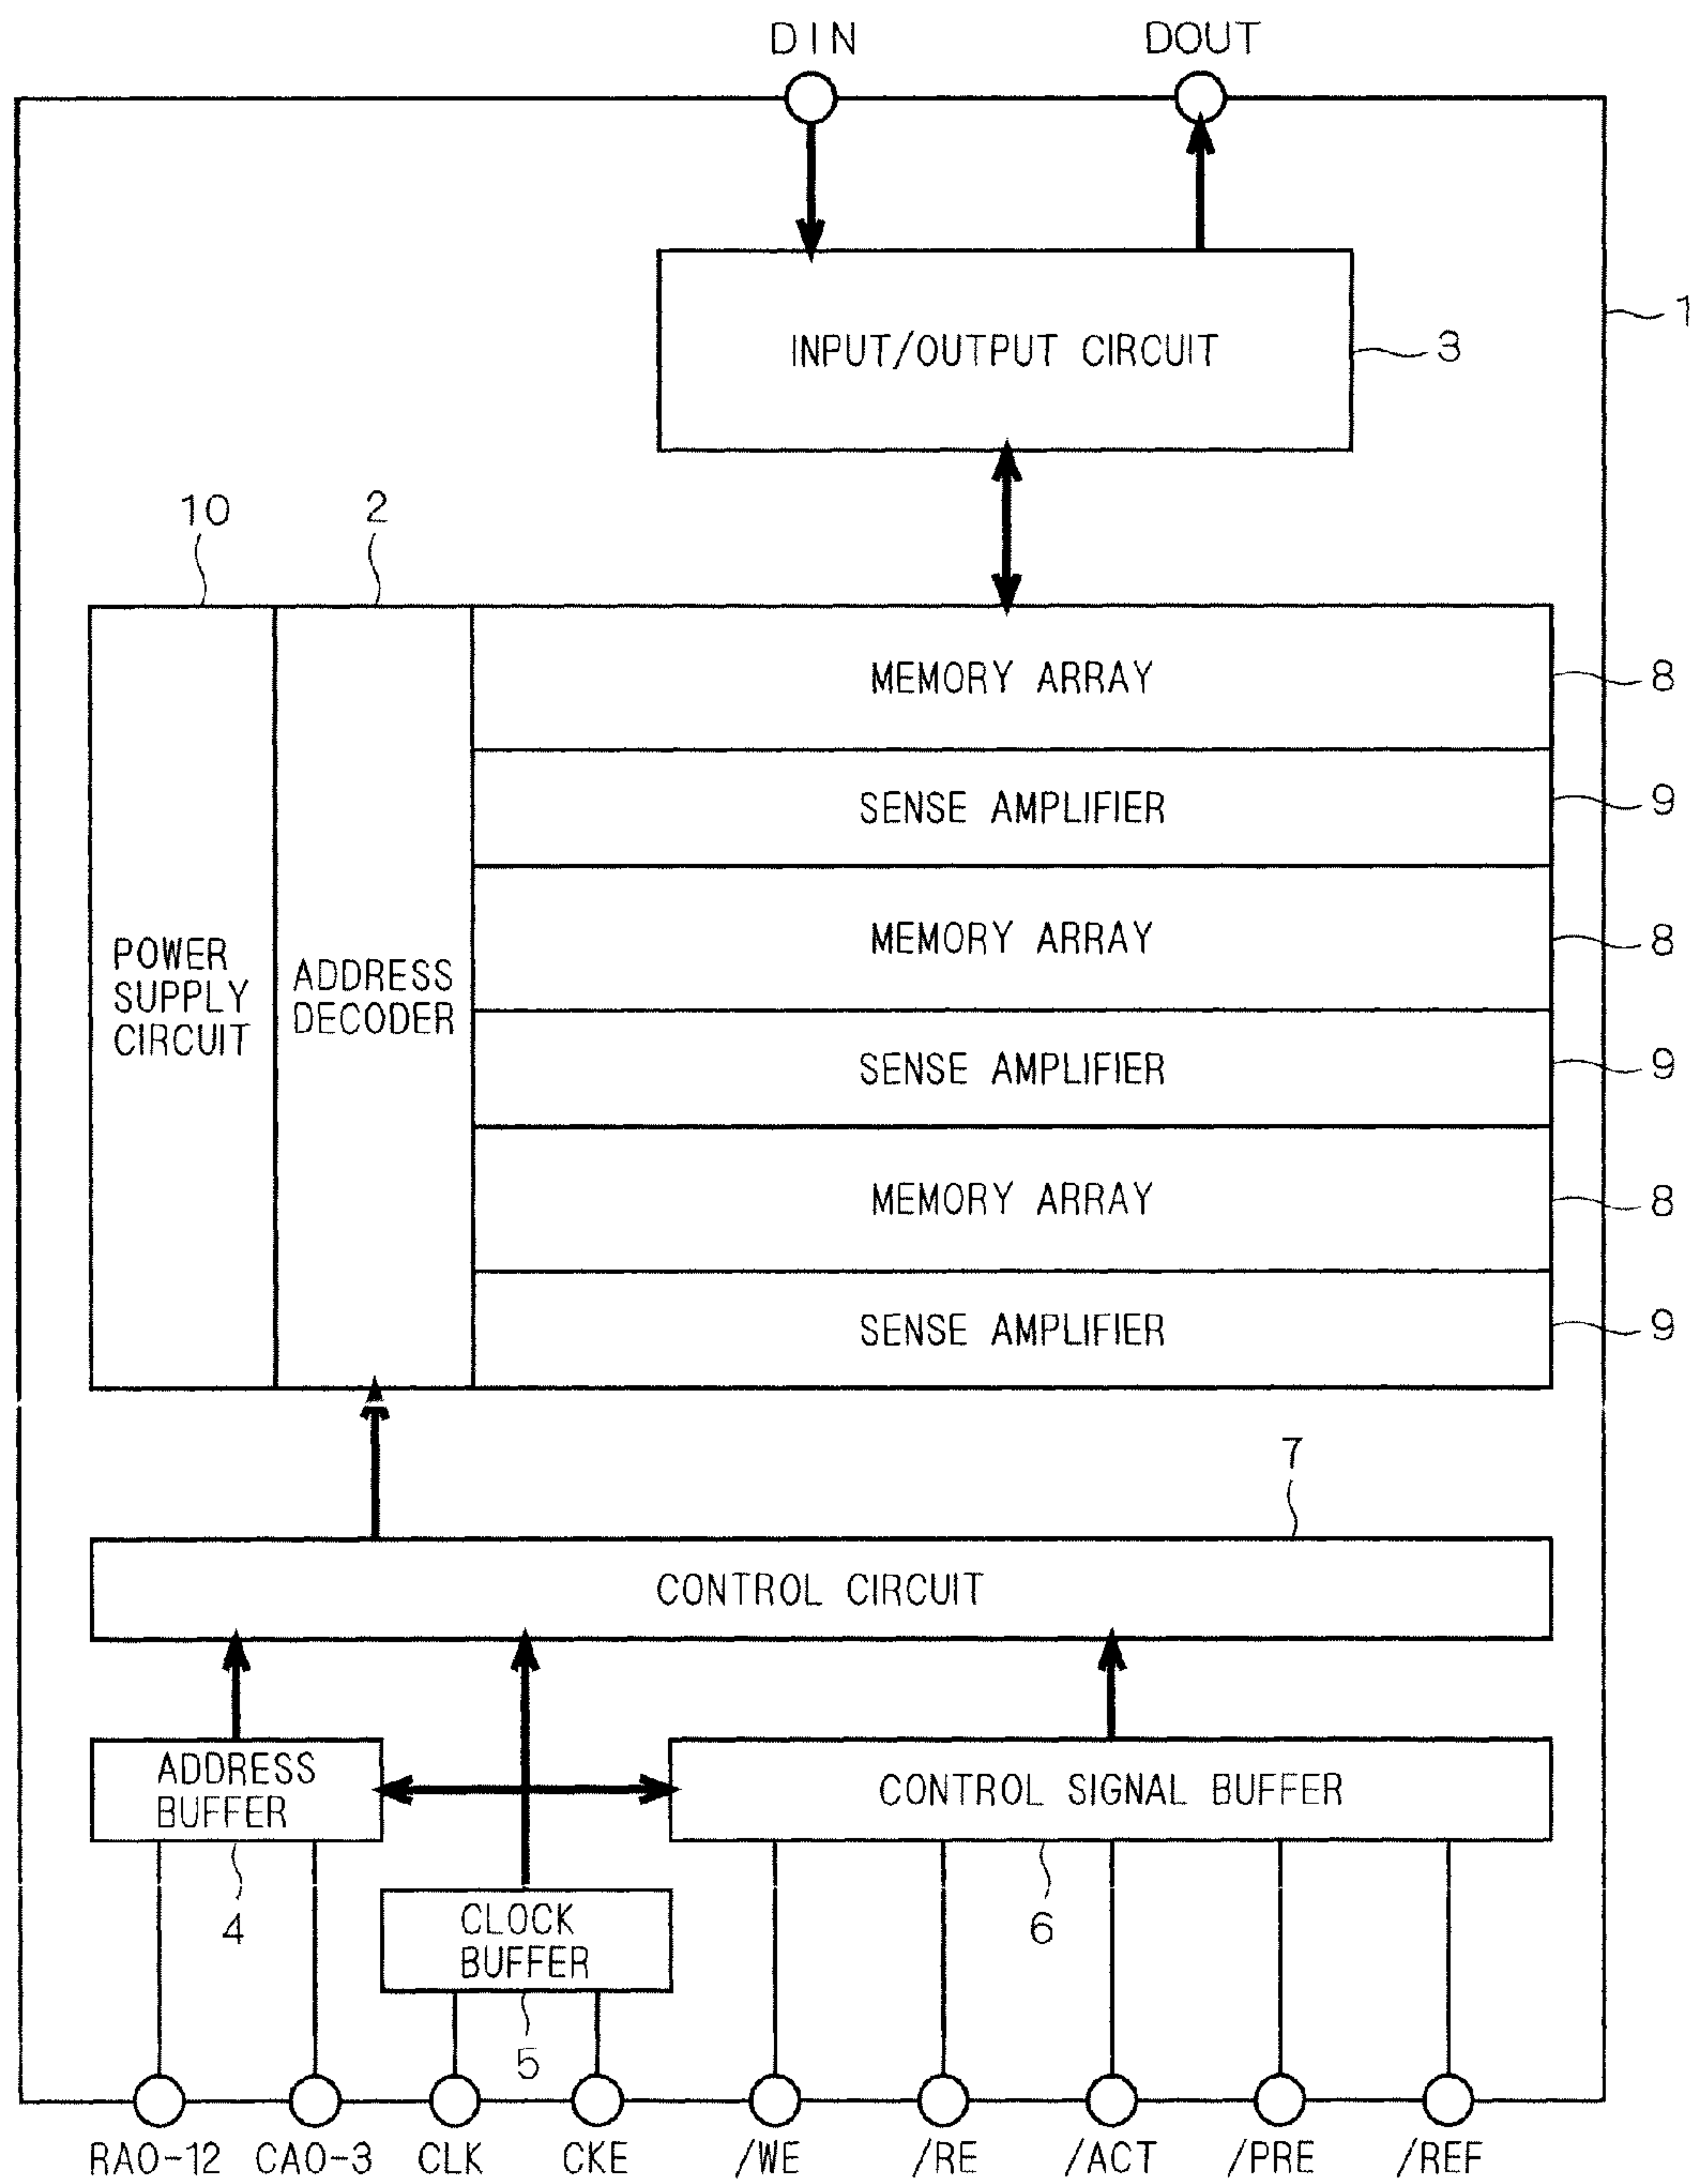 DIN
DOUT
1
INPUT/OUTPUT CIRCUIT
3
10
2
MEMORY ARRAY
8
SENSE AMPLIFIER
9
MEMORY ARRAY
8
POWER
SUPPLY
CIRCUIT
ADDRESS
DECODER
SENSE AMPLIFIER
9
MEMORY ARRAY
8
SENSE AMPLIFIER
9
7
CONTROL CIRCUIT
ADDRESS
BUFFER
CONTROL SIGNAL BUFFER
4
CLOCK
BUFFER
6
5
RA0-12
CA0-3
CLK
CKE
/WE
/RE
/ACT
/PRE
/REF